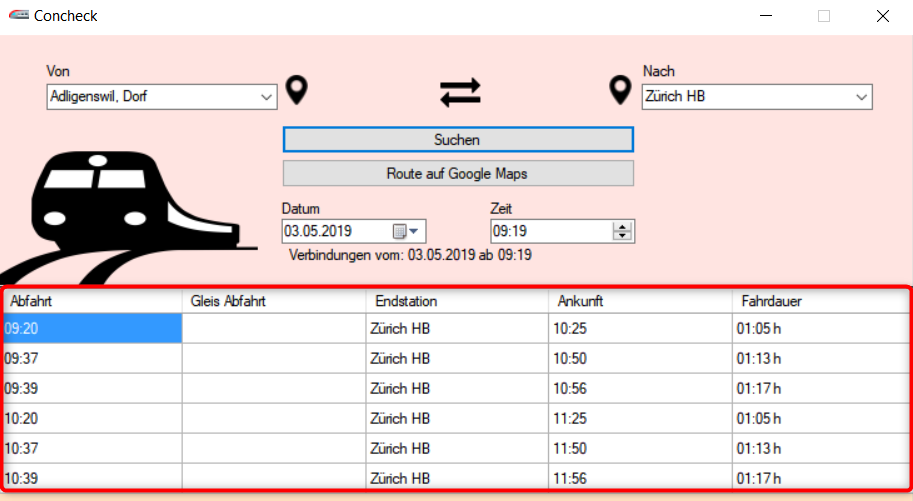 Concheck
Von Nach
Adligenswil, Dorf Zürich HB
Suchen
Route auf Google Maps
Datum Zeit
03.05.2019 09:19
Verbindungen vom: 03.05.2019 ab 09:19
Abfahrt Gleis Abfahrt Endstation Ankunft Fahrdauer
09:20 Zürich HB 10:25 01:05 h
09:37 Zürich HB 10:50 01:13 h
09:39 Zürich HB 10:56 01:17 h
10:20 Zürich HB 11:25 01:05 h
10:37 Zürich HB 11:50 01:13 h
10:39 Zürich HB 11:56 01:17 h